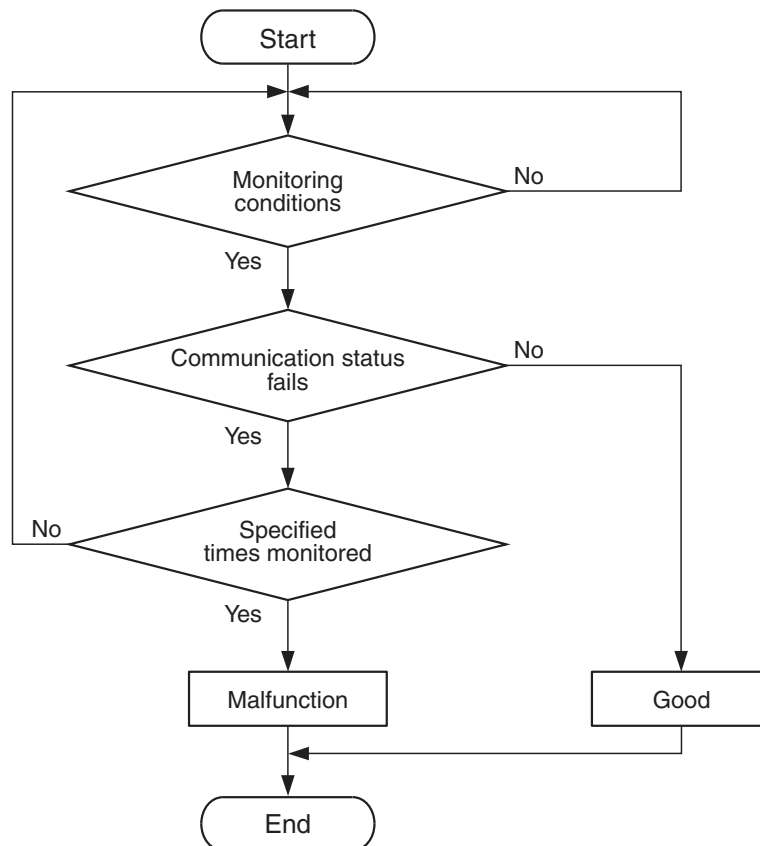 Start
Monitoring
conditions
No
Yes
Communication status
fails
No
Yes
Specified
times monitored
No
Yes
Malfunction
Good
End